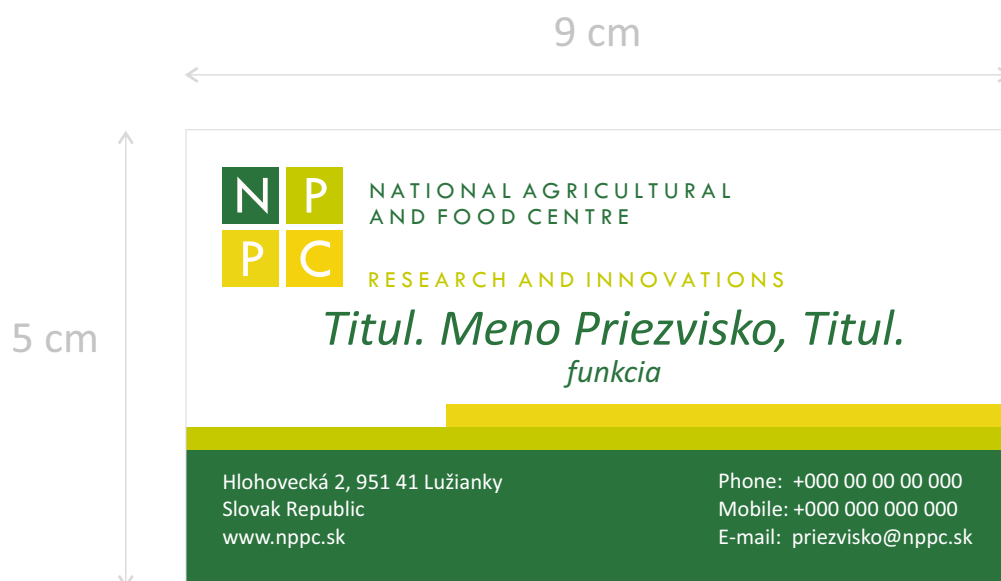 9 cm
5 cm
N P
P C
NATIONAL AGRICULTURAL
AND FOOD CENTRE
RESEARCH AND INNOVATIONS
Titul. Meno Priezvisko, Titul.
funkcia
Hlohovecká 2, 951 41 Lužianky
Slovak Republic
www.nppc.sk
Phone: +000 00 00 00 000
Mobile: +000 000 000 000
E-mail: priezvisko@nppc.sk